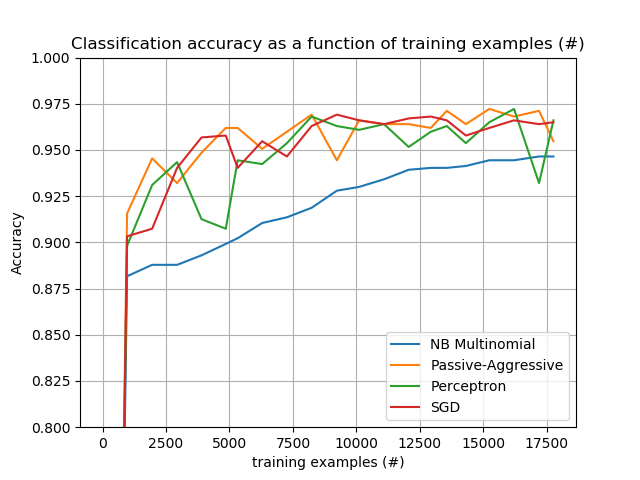 Classification accuracy as a function of training examples (#)
1.000
0.975
0.950
0.925
0.900
0.875
0.850
0.825
0.800
Accuracy
NB Multinomial
Passive-Aggressive
Perceptron
SGD
0 2500 5000 7500 10000 12500 15000 17500
training examples (#)